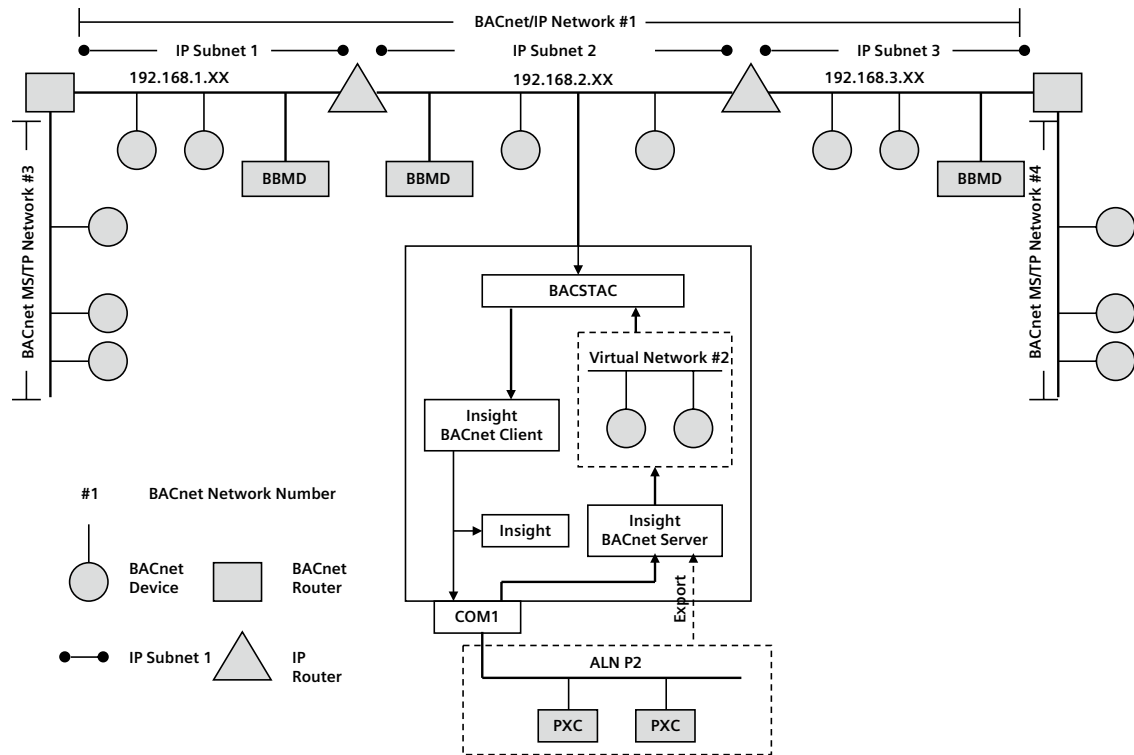 BACnet/IP Network #1
IP Subnet 1
IP Subnet 2
IP Subnet 3
192.168.1.XX
192.168.2.XX
192.168.3.XX
BBMD
BBMD
BBMD
BACnet MS/TP Network #3
BACnet MS/TP Network #4
BACSTAC
Virtual Network #2
Insight
BACnet Client
Insight
Insight
BACnet Server
COM1
Export
ALN P2
PXC
PXC
#1
BACnet Network Number
BACnet
Device
BACnet
Router
IP Subnet 1
IP
Router